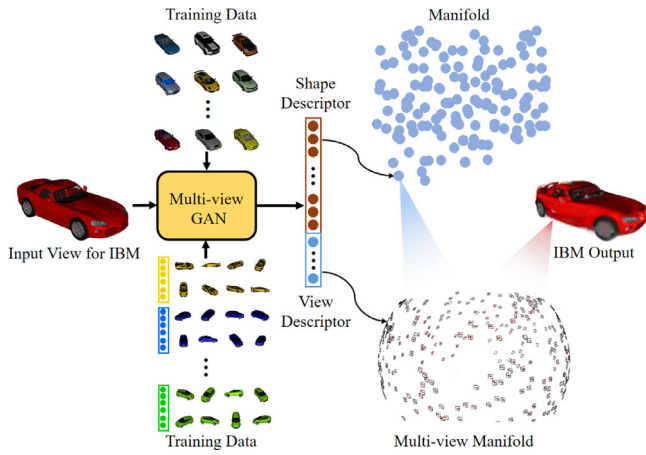 Training Data
Manifold
Shape
Descriptor
Multi-view
GAN
Input View for IBM
IBM Output
View
Descriptor
Training Data
Multi-view Manifold